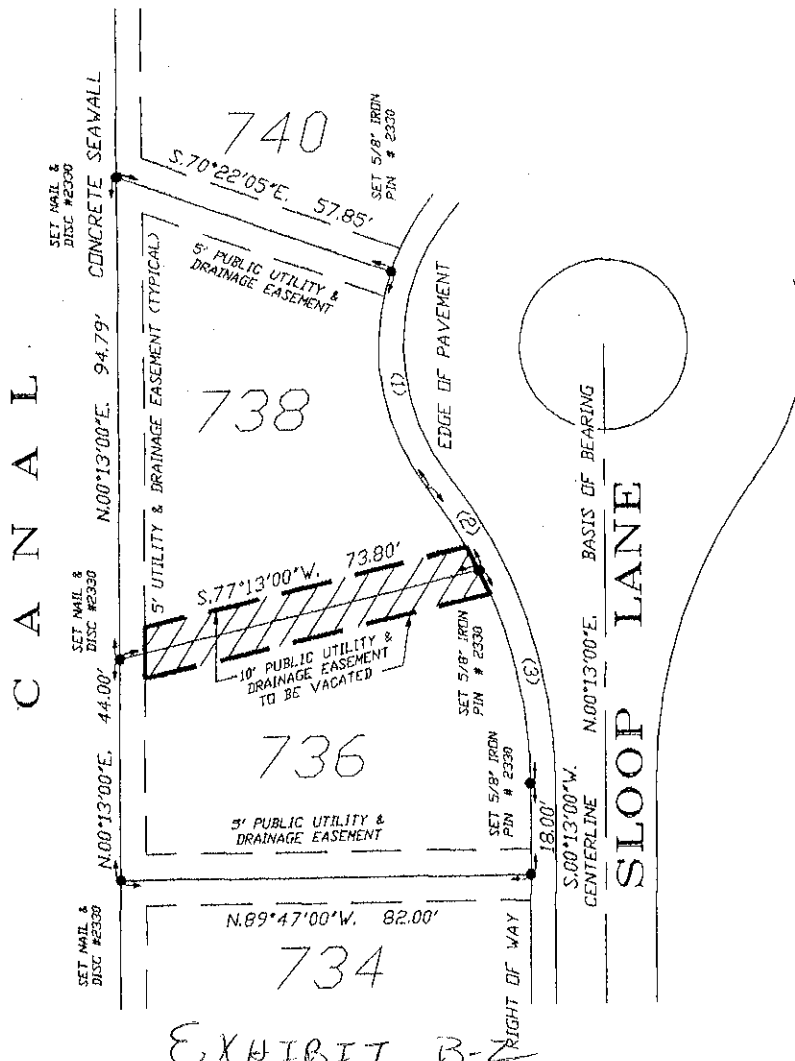 CANAL
SET NAIL &
DISC #2330
CONCRETE SEAWALL
740
S.70°22'05"E. 57.85'
SET 5/8" IRON
PIN # 2330
5' PUBLIC UTILITY &
DRAINAGE EASEMENT
N.00°13'00"E. 94.79'
5' UTILITY & DRAINAGE EASEMENT (TYPICAL)
738
(1)
EDGE OF PAVEMENT
(2)
SET NAIL &
DISC #2330
S.77°13'00"W. 73.80'
10' PUBLIC UTILITY &
DRAINAGE EASEMENT
TO BE VACATED
SET 5/8" IRON
PIN # 2330
(3)
N.00°13'00"E. 44.00'
736
5' PUBLIC UTILITY &
DRAINAGE EASEMENT
SET 5/8" IRON
PIN # 2330
18.00'
S.00°13'00"W.
CENTERLINE N.00°13'00"E. BASIS OF BEARING
SLOOP LANE
SET NAIL &
DISC #2330
N.89°47'00"W. 82.00'
734
RIGHT OF WAY
EXHIBIT B-2